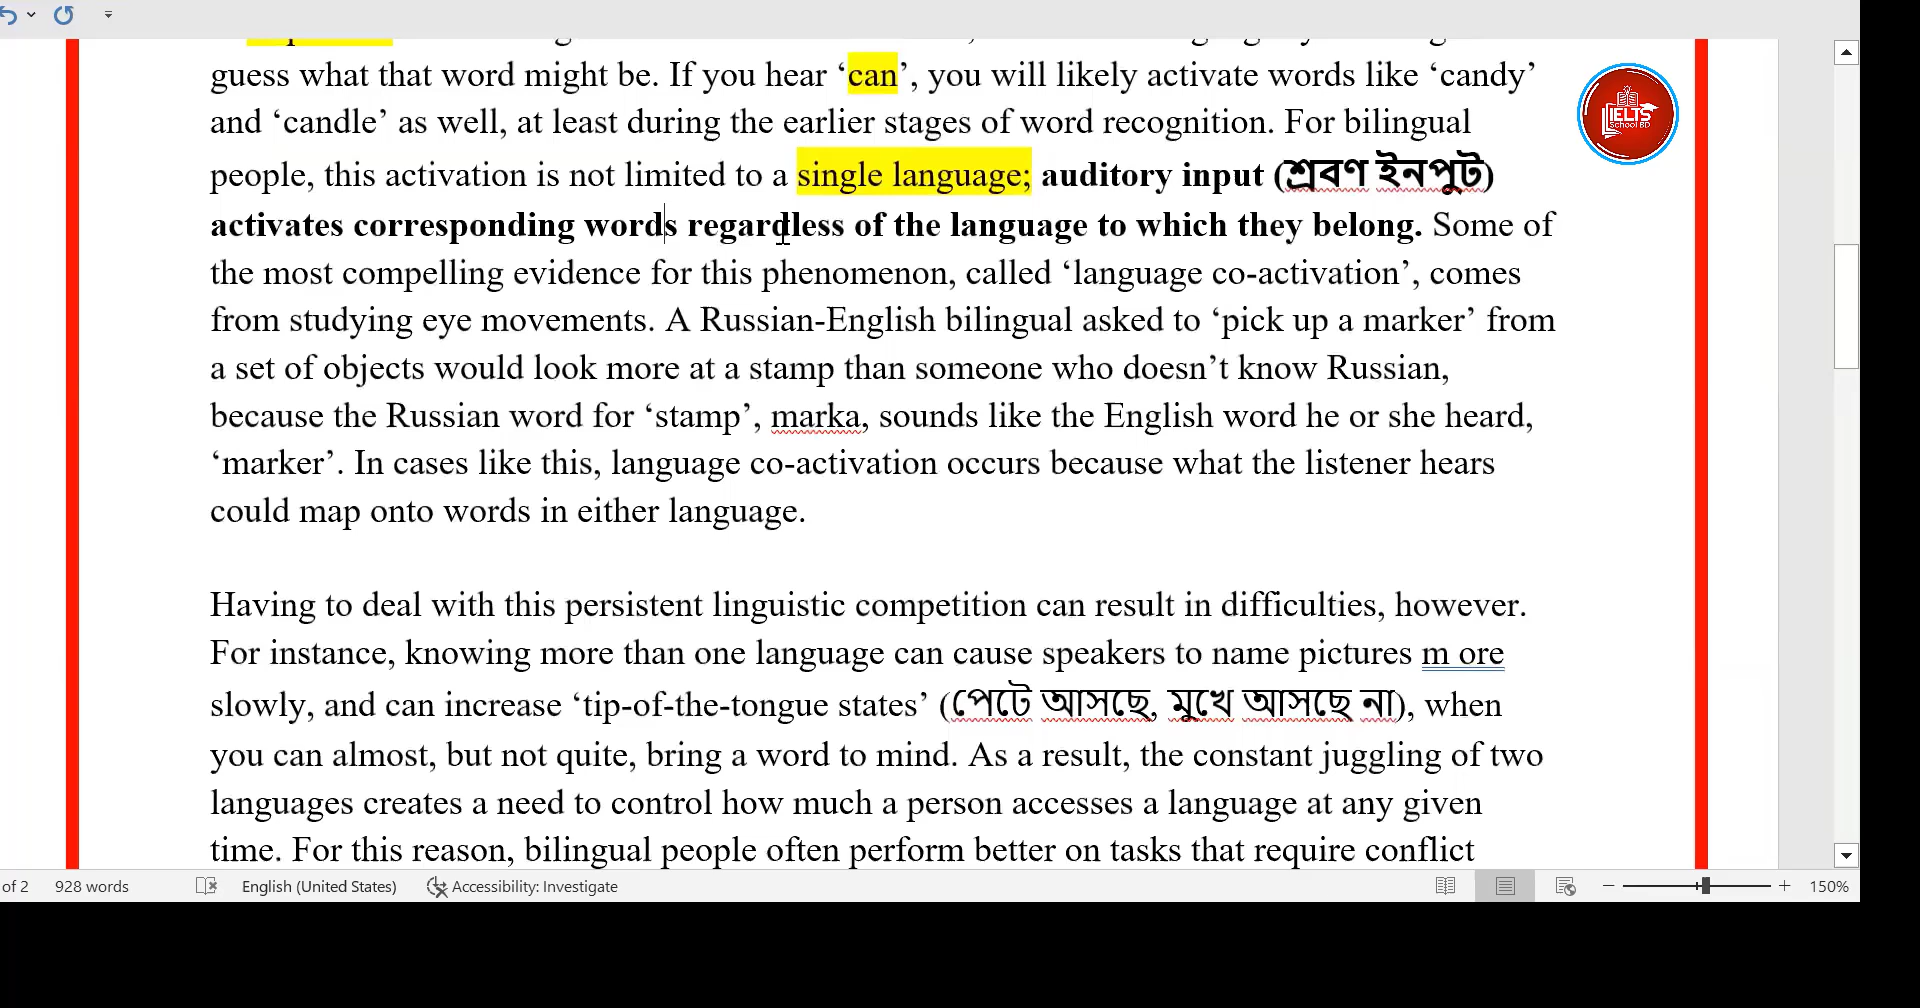 guess what that word might be. If you hear ‘can’, you will likely activate words like ‘candy’
and ‘candle’ as well, at least during the earlier stages of word recognition. For bilingual
people, this activation is not limited to a single language; auditory input (শ্রবণ ইনপুট)
activates corresponding words regardless of the language to which they belong. Some of
the most compelling evidence for this phenomenon, called ‘language co-activation’, comes
from studying eye movements. A Russian-English bilingual asked to ‘pick up a marker’ from
a set of objects would look more at a stamp than someone who doesn’t know Russian,
because the Russian word for ‘stamp’, marka, sounds like the English word he or she heard,
‘marker’. In cases like this, language co-activation occurs because what the listener hears
could map onto words in either language.
Having to deal with this persistent linguistic competition can result in difficulties, however.
For instance, knowing more than one language can cause speakers to name pictures m ore
slowly, and can increase ‘tip-of-the-tongue states’ (পেটে আসছে, মুখে আসছে না), when
you can almost, but not quite, bring a word to mind. As a result, the constant juggling of two
languages creates a need to control how much a person accesses a language at any given
time. For this reason, bilingual people often perform better on tasks that require conflict
IELTS
School BD
of 2 928 words English (United States) Accessibility: Investigate 150%